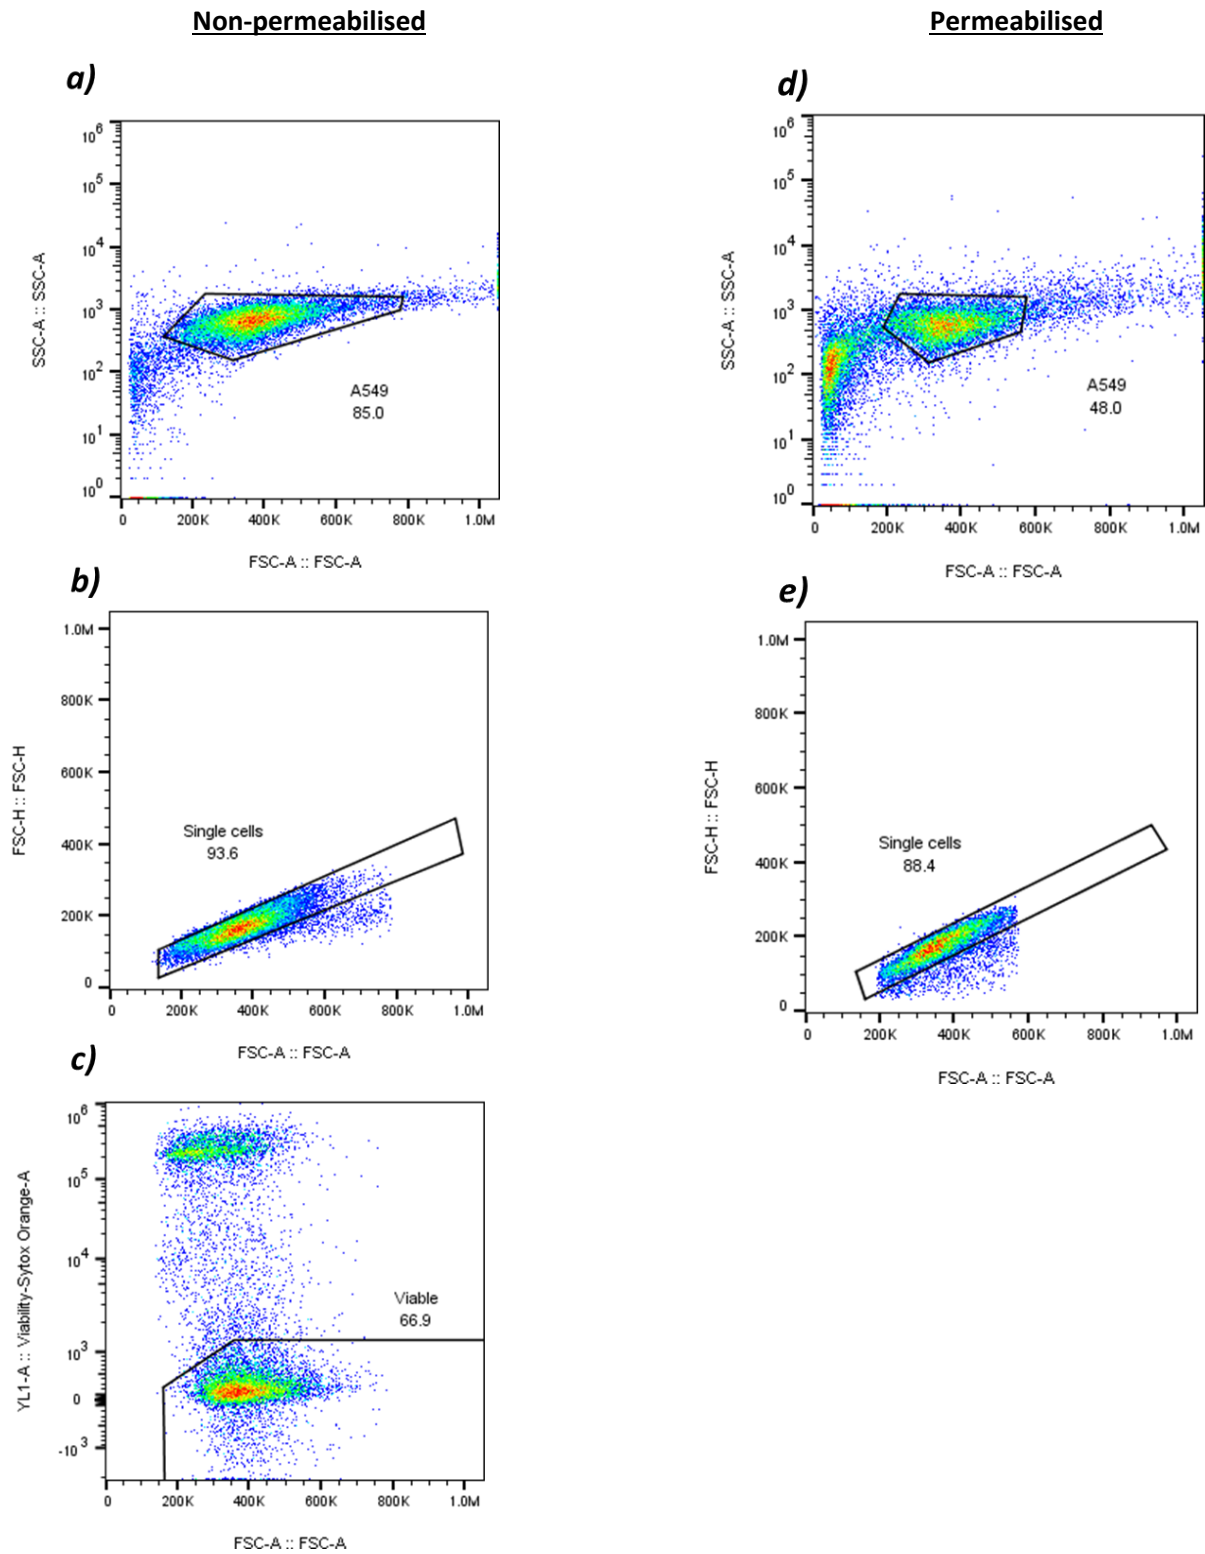 Non-permeabilised
Permeabilised
a)
10^6
10^5
10^4
10^3
10^2
10^1
10^0
SSC-A :: SSC-A
A549
85.0
0 200K 400K 600K 800K 1.0M
FSC-A :: FSC-A
d)
10^6
10^5
10^4
10^3
10^2
10^1
10^0
SSC-A :: SSC-A
A549
48.0
0 200K 400K 600K 800K 1.0M
FSC-A :: FSC-A
b)
1.0M
800K
600K
400K
200K
0
FSC-H :: FSC-H
Single cells
93.6
0 200K 400K 600K 800K 1.0M
FSC-A :: FSC-A
e)
1.0M
800K
600K
400K
200K
0
FSC-H :: FSC-H
Single cells
88.4
0 200K 400K 600K 800K 1.0M
FSC-A :: FSC-A
c)
10^6
10^5
10^4
10^3
0
-10^3
YL1-A :: Viability-Sytox Orange-A
Viable
66.9
0 200K 400K 600K 800K 1.0M
FSC-A :: FSC-A